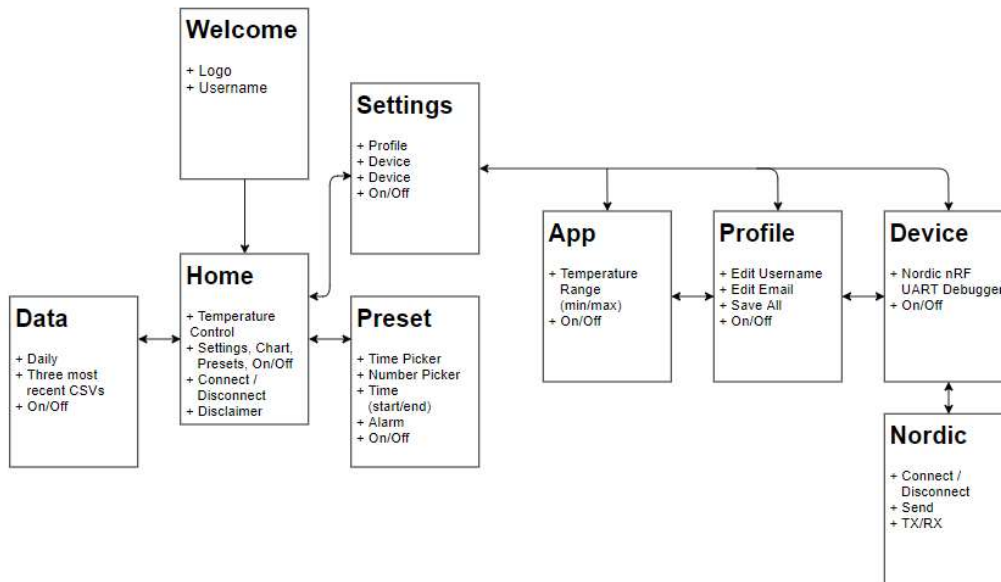 Welcome
+ Logo
+ Username
Settings
+ Profile
+ Device
+ Device
+ On/Off
Home
+ Temperature
Control
+ Settings, Chart,
Presets, On/Off
+ Connect /
Disconnect
+ Disclaimer
Data
+ Daily
+ Three most
recent CSVs
+ On/Off
Preset
+ Time Picker
+ Number Picker
+ Time
(start/end)
+ Alarm
+ On/Off
App
+ Temperature
Range
(min/max)
+ On/Off
Profile
+ Edit Username
+ Edit Email
+ Save All
+ On/Off
Device
+ Nordic nRF
UART Debugger
+ On/Off
Nordic
+ Connect /
Disconnect
+ Send
+ TX/RX